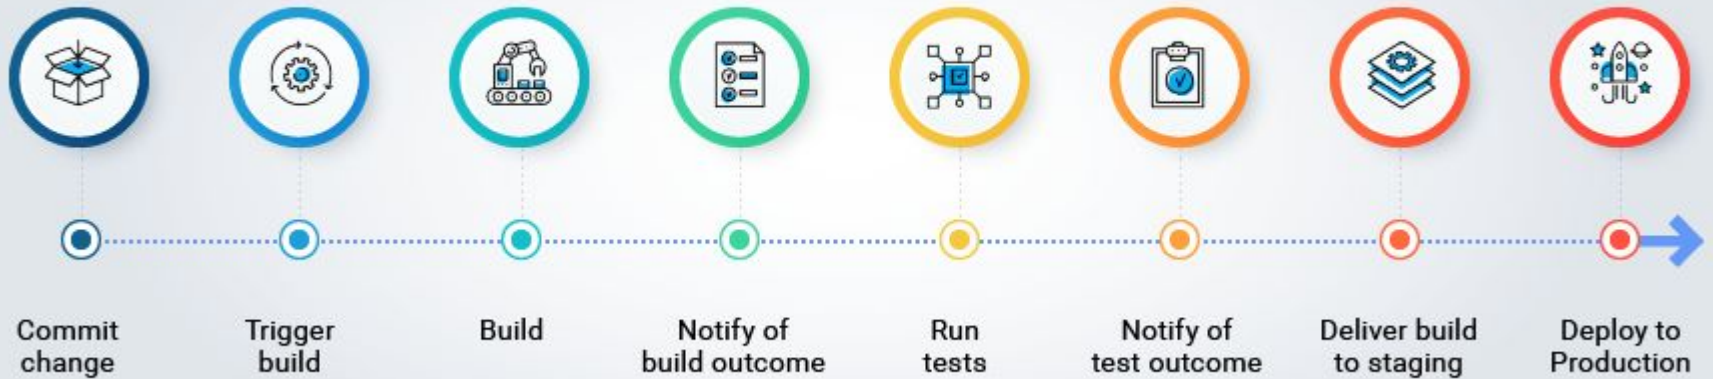 Commit
change
Trigger
build
Build
Notify of
build outcome
Run
tests
Notify of
test outcome
Deliver build
to staging
Deploy to
Production